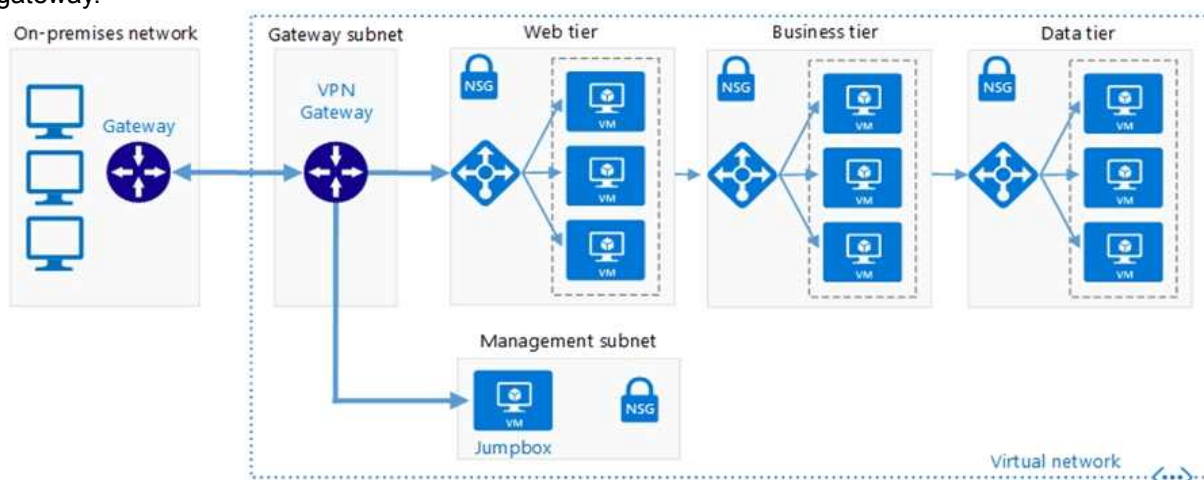 gateway.
On-premises network
Gateway subnet
Web tier
Business tier
Data tier
NSG
NSG
NSG
VPN
Gateway
Gateway
VM
VM
VM
VM
VM
VM
VM
VM
VM
Management subnet
VM
NSG
Jumpbox
Virtual network